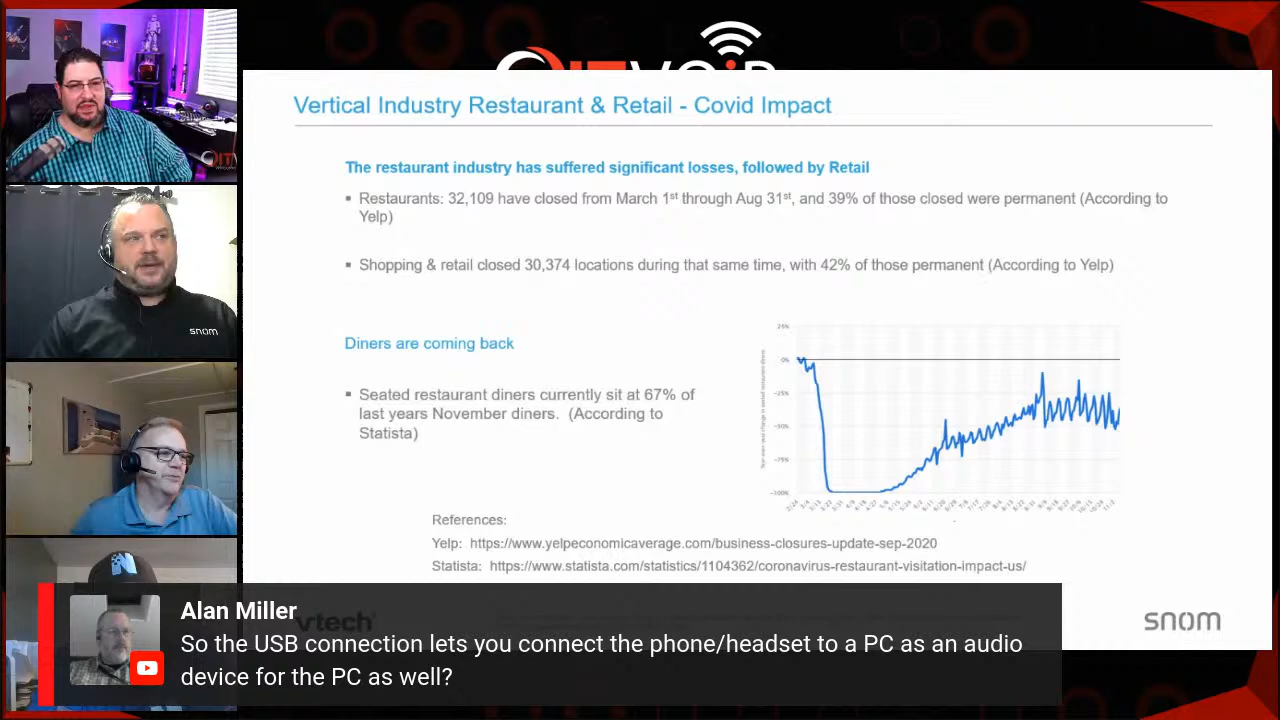 ITVOIP
Vertical Industry Restaurant & Retail - Covid Impact
The restaurant industry has suffered significant losses, followed by Retail
▪ Restaurants: 32,109 have closed from March 1st through Aug 31st, and 39% of those closed were permanent (According to
Yelp)
▪ Shopping & retail closed 30,374 locations during that same time, with 42% of those permanent (According to Yelp)
Diners are coming back
▪ Seated restaurant diners currently sit at 67% of
last years November diners. (According to
Statista)
25%
0%
-25%
-50%
-75%
-100%
References:
Yelp: https://www.yelpeconomicaverage.com/business-closures-update-sep-2020
Statista: https://www.statista.com/statistics/1104362/coronavirus-restaurant-visitation-impact-us/
vtech
snom
snom
Alan Miller
So the USB connection lets you connect the phone/headset to a PC as an audio
device for the PC as well?